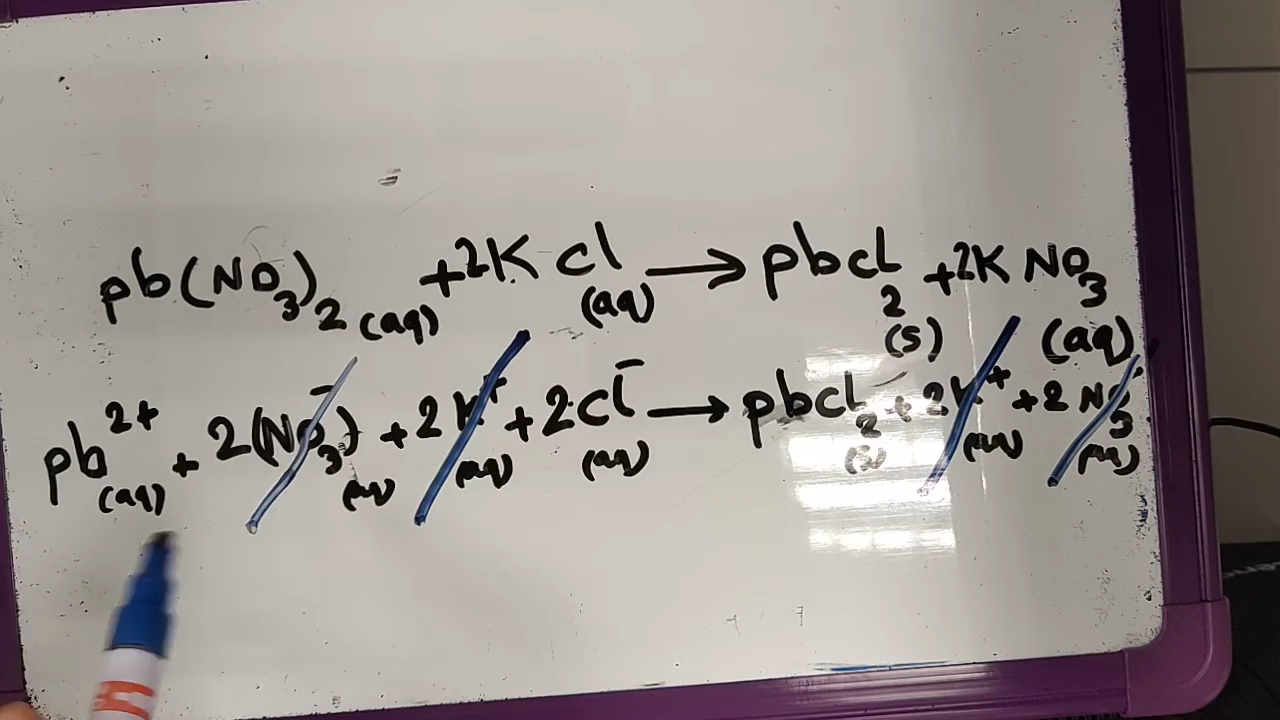 pb(NO₃)₂(aq) + 2KCl(aq) → pbcl₂(s) + 2KNO₃(aq)
pb²⁺(aq) + 2(NO₃⁻)(aq) + 2K⁺(aq) + 2Cl⁻(aq) → pbcl₂(s) + 2K⁺(aq) + 2NO₃⁻(aq)